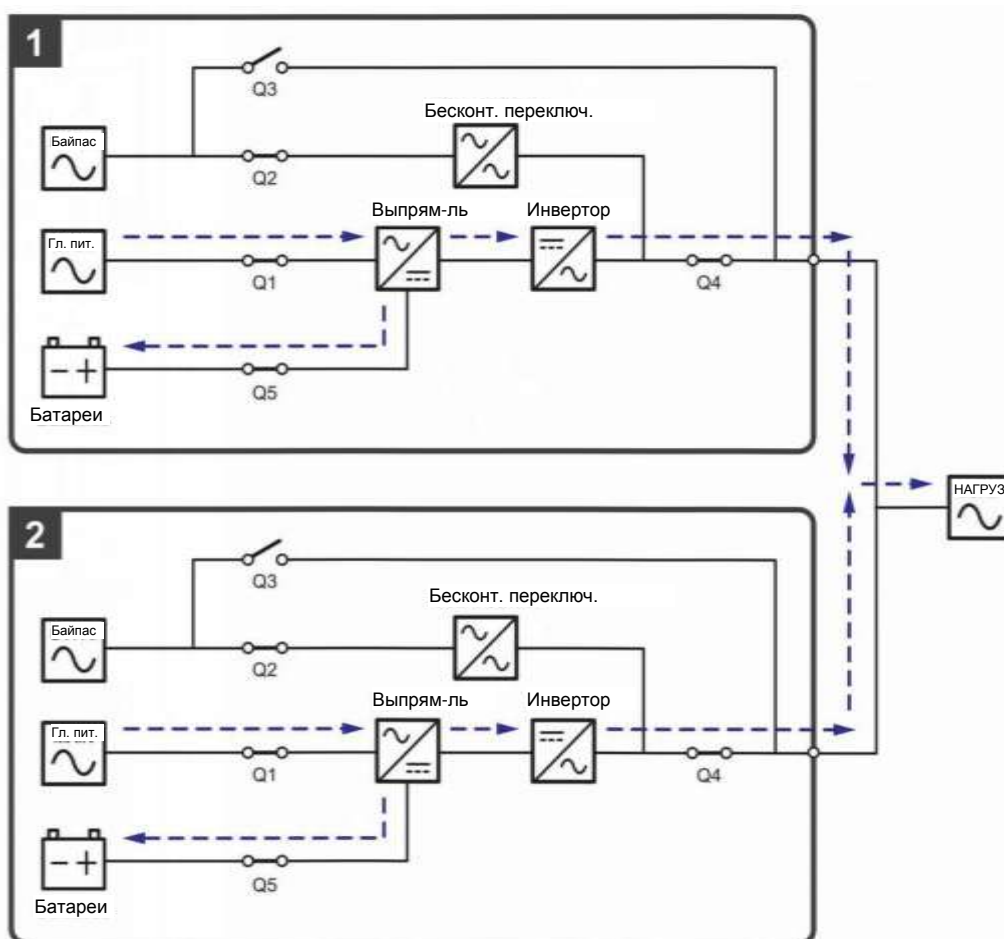 1
Q3
Бесконт. переключ.
Байпас
Q2
Выпрям-ль
Инвертор
Гл. пит.
Q1
Q4
Q5
Батареи
НАГРУЗ
2
Q3
Бесконт. переключ.
Байпас
Q2
Выпрям-ль
Инвертор
Гл. пит.
Q1
Q4
Q5
Батареи